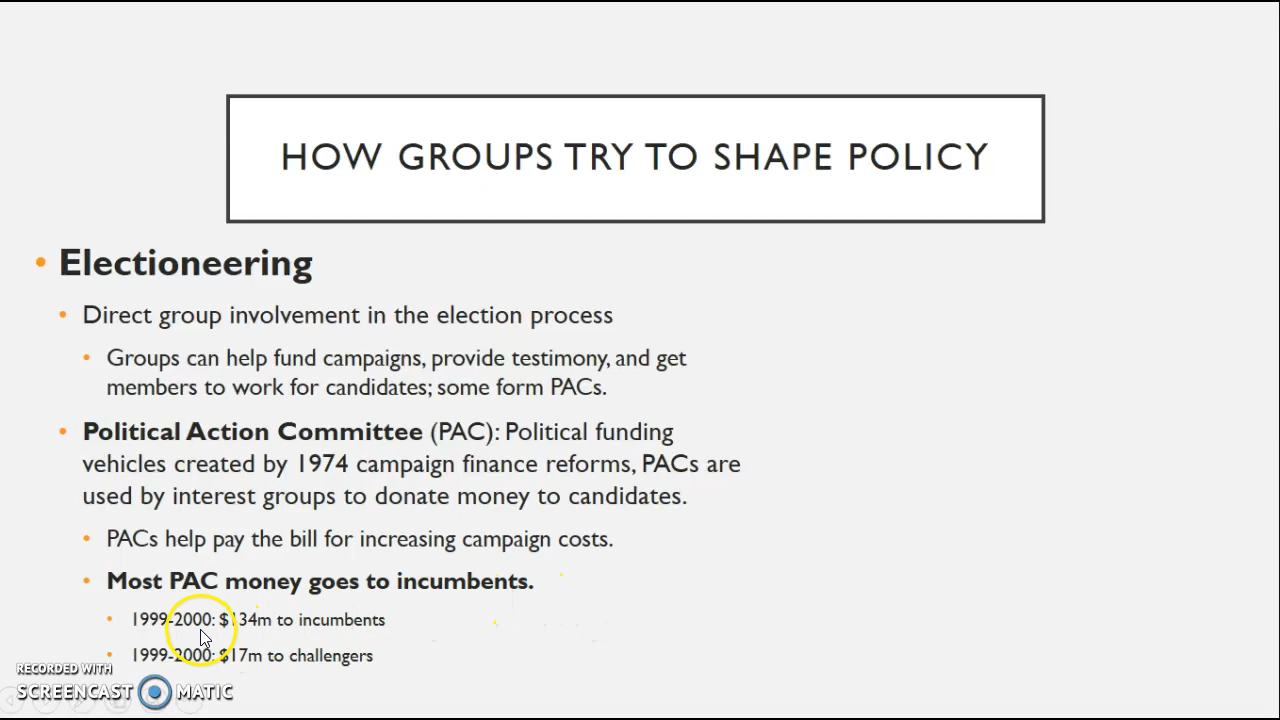 HOW GROUPS TRY TO SHAPE POLICY
• Electioneering
• Direct group involvement in the election process
• Groups can help fund campaigns, provide testimony, and get
members to work for candidates; some form PACs.
• Political Action Committee (PAC): Political funding
vehicles created by 1974 campaign finance reforms, PACs are
used by interest groups to donate money to candidates.
• PACs help pay the bill for increasing campaign costs.
• Most PAC money goes to incumbents.
• 1999-2000: $134m to incumbents
• 1999-2000: $17m to challengers
RECORDED WITH
SCREENCAST MATIC